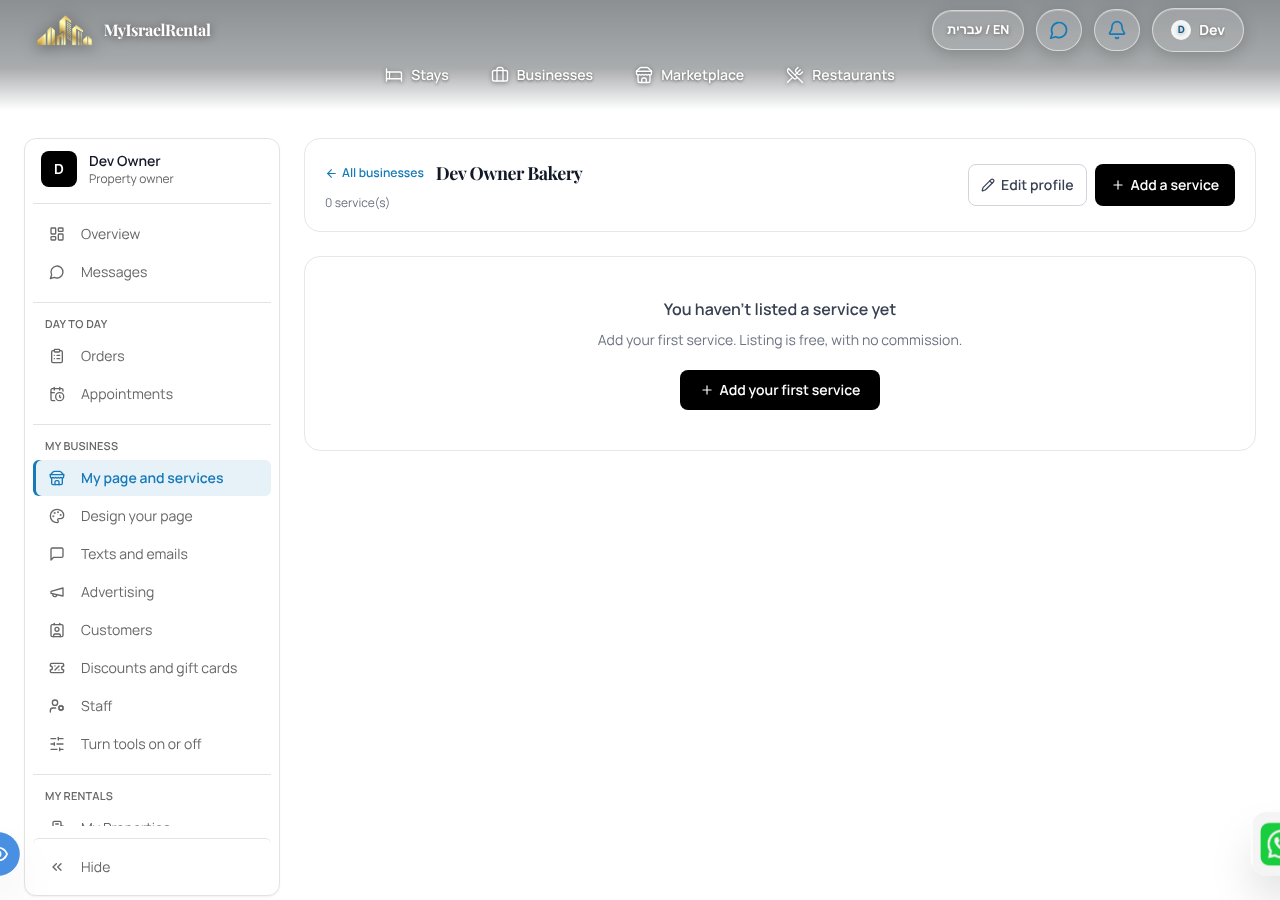 MyIsraelRental
עברית / EN
D
Dev
Stays
Businesses
Marketplace
Restaurants
D
Dev Owner
Property owner
Overview
Messages
DAY TO DAY
Orders
Appointments
MY BUSINESS
My page and services
Design your page
Texts and emails
Advertising
Customers
Discounts and gift cards
Staff
Turn tools on or off
MY RENTALS
My Properties
Hide
← All businesses
Dev Owner Bakery
0 service(s)
Edit profile
+ Add a service
You haven't listed a service yet
Add your first service. Listing is free, with no commission.
+ Add your first service